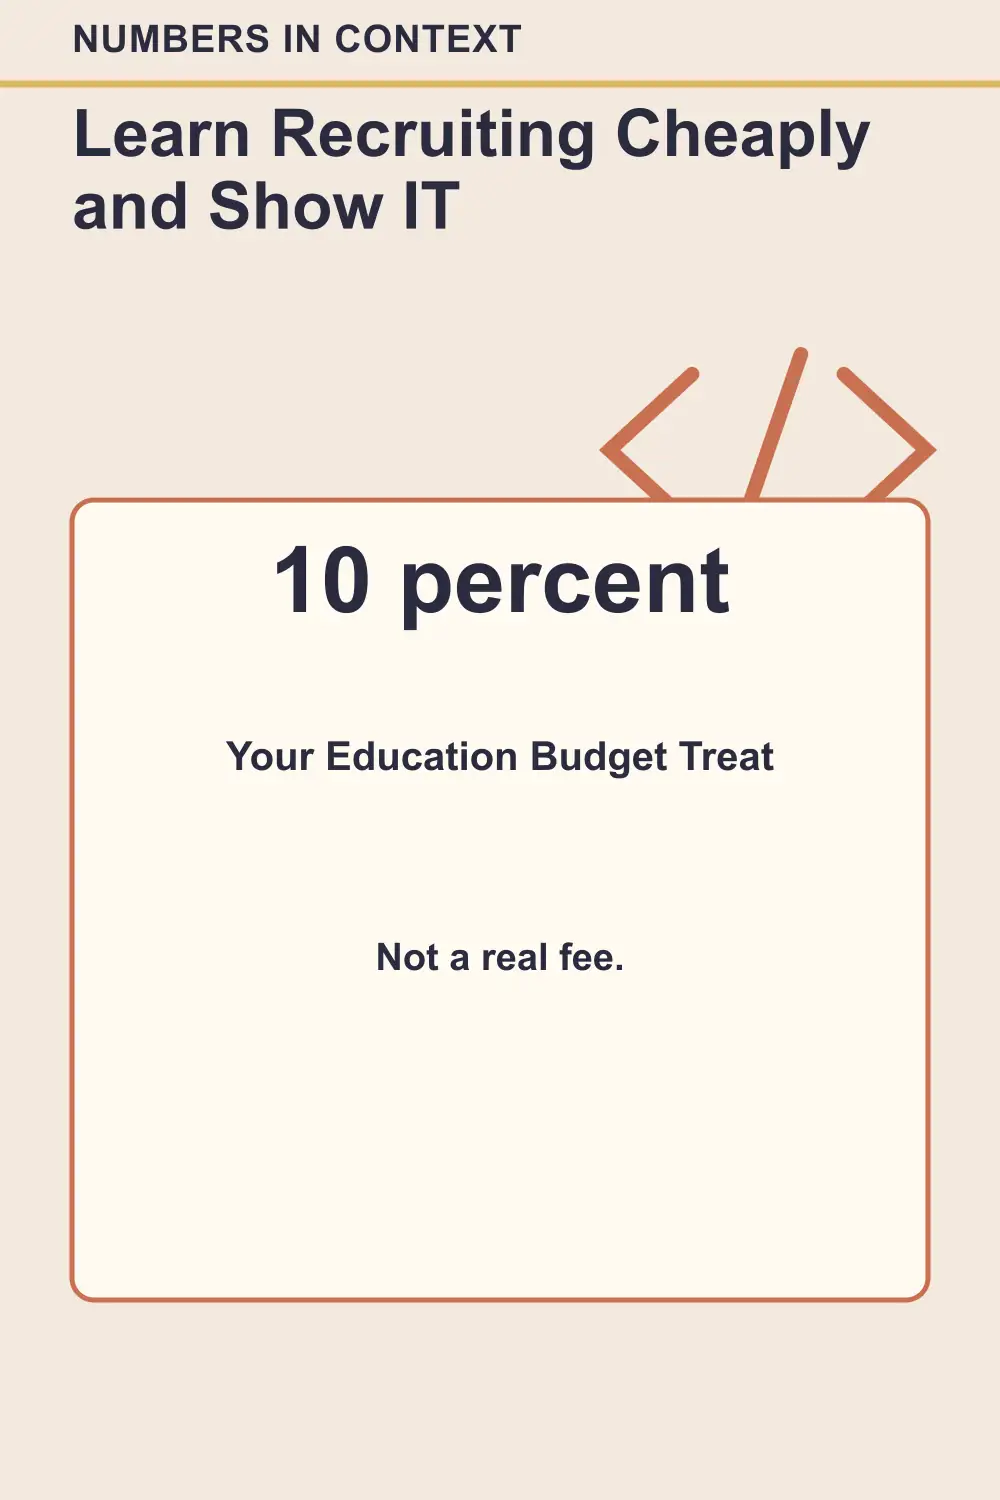 NUMBERS IN CONTEXT
Learn Recruiting Cheaply
and Show IT
10 percent
Your Education Budget Treat
Not a real fee.